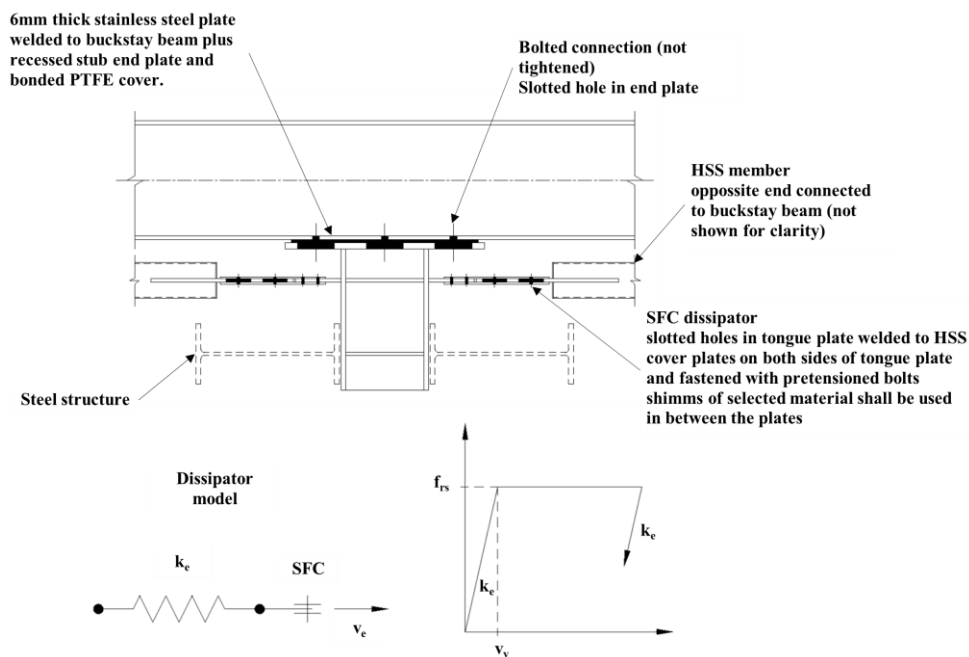 6mm thick stainless steel plate
welded to buckstay beam plus
recessed stub end plate and
bonded PTFE cover.
Bolted connection (not
tightened)
Slotted hole in end plate
HSS member
opposite end connected
to buckstay beam (not
shown for clarity)
SFC dissipator
slotted holes in tongue plate welded to HSS
cover plates on both sides of tongue plate
and fastened with pretensioned bolts
shimms of selected material shall be used
in between the plates
Steel structure
Dissipator
model
ke
SFC
ve
frs
ke
ke
vy